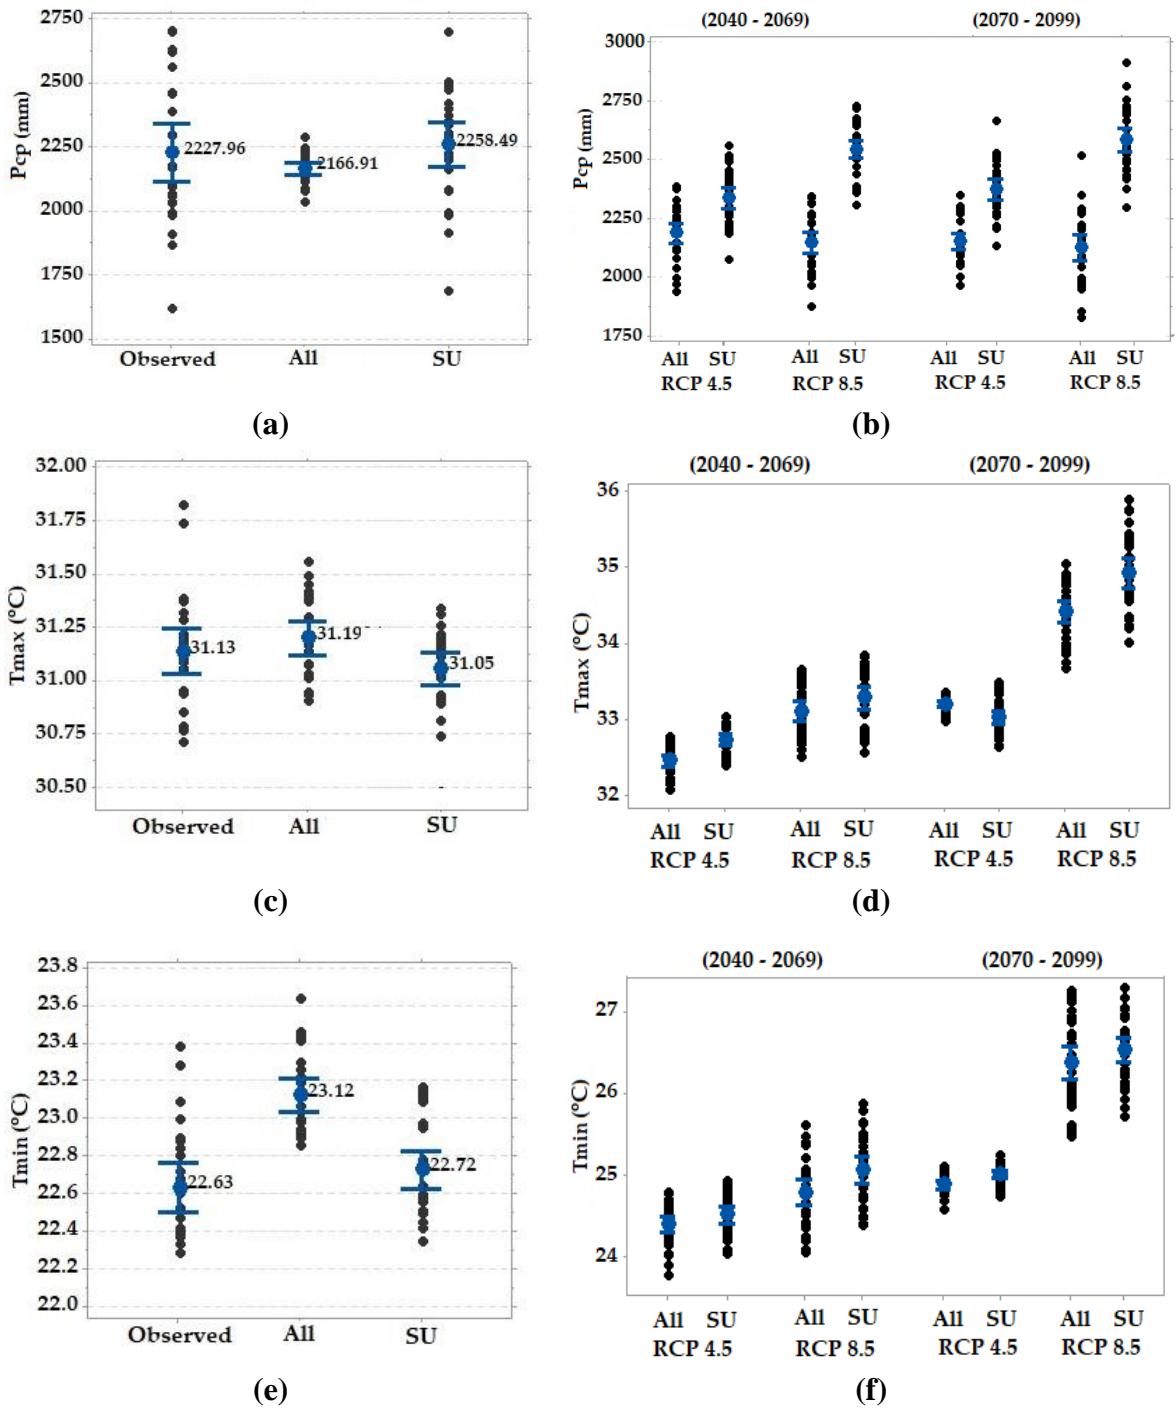 2750
2500
2250
2000
1750
1500
Pcp (mm)
2227.96
2166.91
2258.49
Observed All SU
(a)
(2040 - 2069) (2070 - 2099)
3000
2750
2500
2250
2000
1750
Pcp (mm)
All SU All SU All SU All SU
RCP 4.5 RCP 8.5 RCP 4.5 RCP 8.5
(b)
32.00
31.75
31.50
31.25
31.00
30.75
30.50
Tmax (°C)
31.13
31.19
31.05
Observed All SU
(c)
(2040 - 2069) (2070 - 2099)
36
35
34
33
32
Tmax (°C)
All SU All SU All SU All SU
RCP 4.5 RCP 8.5 RCP 4.5 RCP 8.5
(d)
23.8
23.6
23.4
23.2
23.0
22.8
22.6
22.4
22.2
22.0
Tmin (°C)
22.63
23.12
22.72
Observed All SU
(e)
(2040 - 2069) (2070 - 2099)
27
26
25
24
Tmin (°C)
All SU All SU All SU All SU
RCP 4.5 RCP 8.5 RCP 4.5 RCP 8.5
(f)